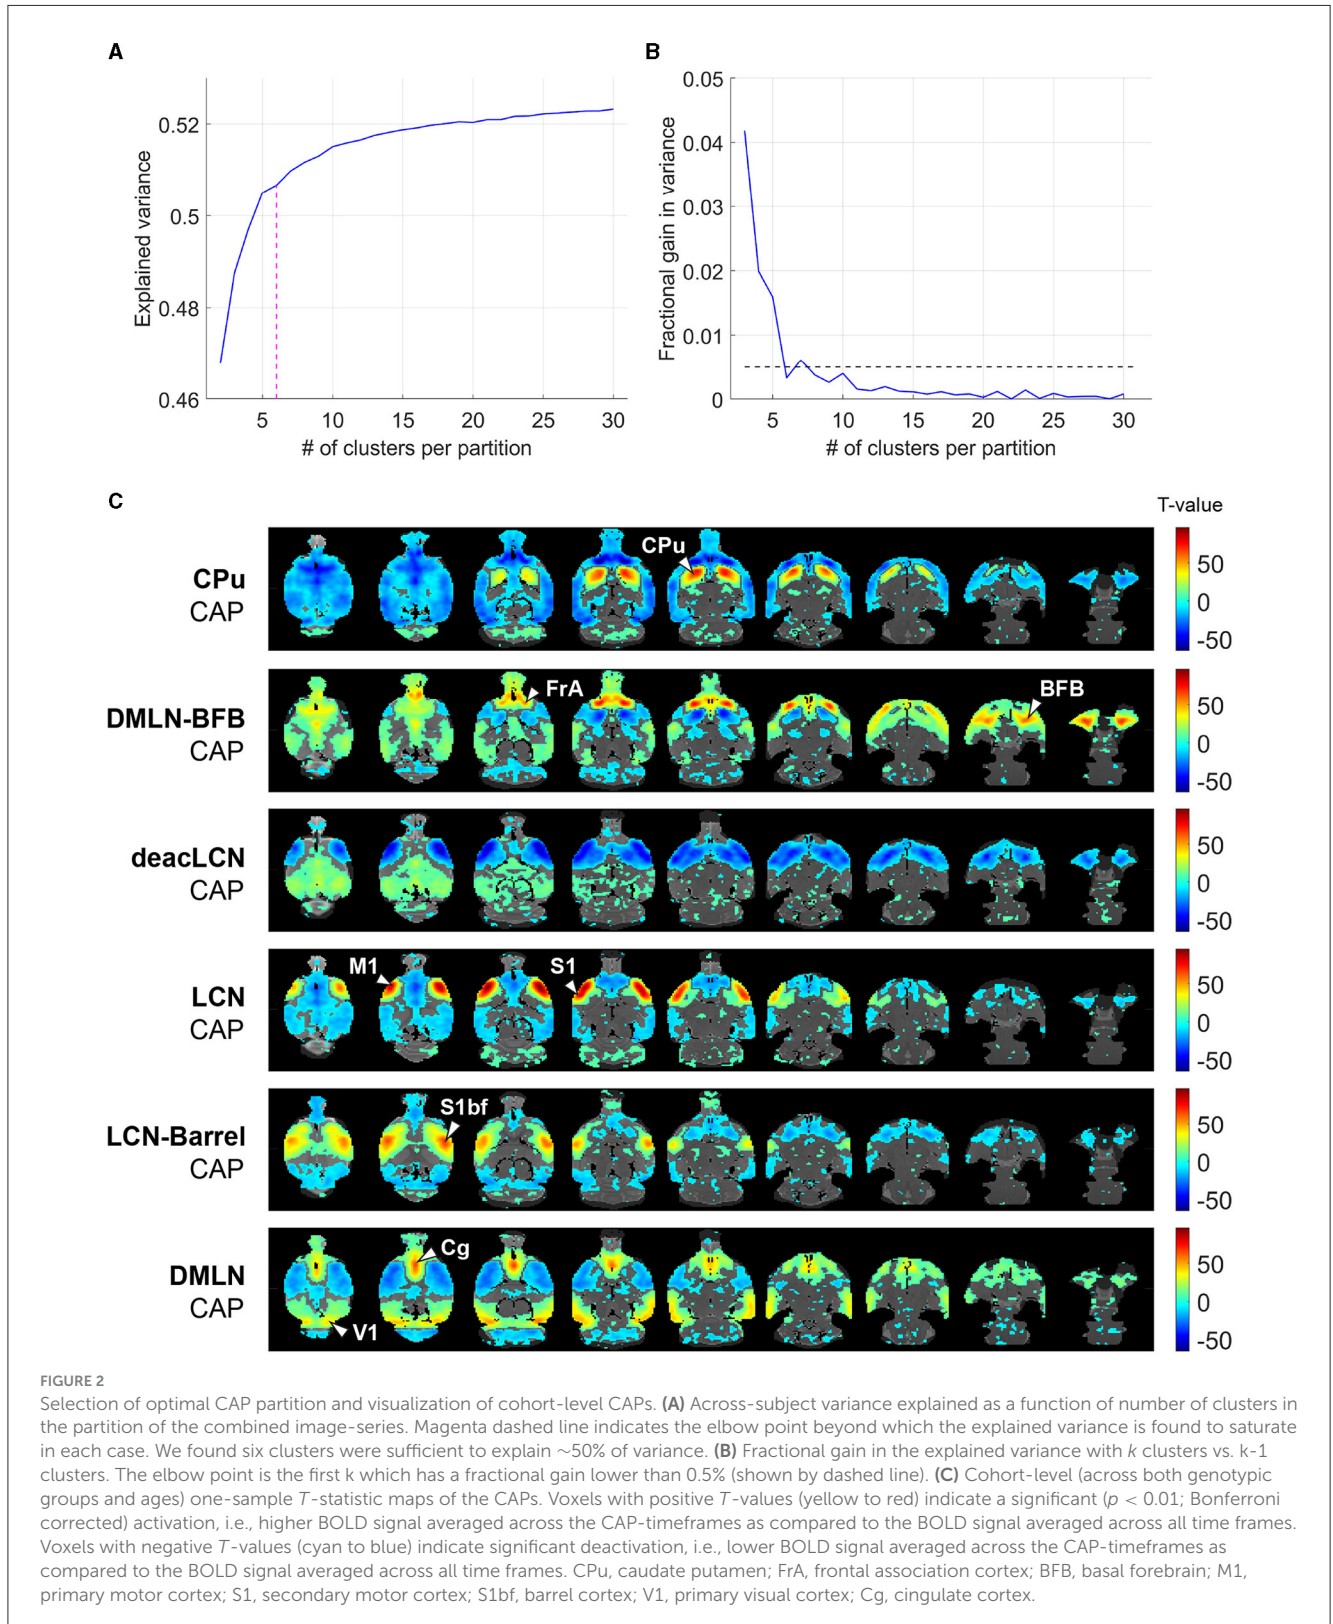 A
B
Explained variance
0.52
0.5
0.48
0.46
5 10 15 20 25 30
# of clusters per partition
Fractional gain in variance
0.05
0.04
0.03
0.02
0.01
0
5 10 15 20 25 30
# of clusters per partition
C
T-value
CPu
CAP
CPu
50
0
-50
DMLN-BFB
CAP
FrA
BFB
50
0
-50
deacLCN
CAP
50
0
-50
LCN
CAP
M1
S1
50
0
-50
LCN-Barrel
CAP
S1bf
50
0
-50
DMLN
CAP
Cg
V1
50
0
-50
FIGURE 2
Selection of optimal CAP partition and visualization of cohort-level CAPs. (A) Across-subject variance explained as a function of number of clusters in
the partition of the combined image-series. Magenta dashed line indicates the elbow point beyond which the explained variance is found to saturate
in each case. We found six clusters were sufficient to explain ∼50% of variance. (B) Fractional gain in the explained variance with k clusters vs. k-1
clusters. The elbow point is the first k which has a fractional gain lower than 0.5% (shown by dashed line). (C) Cohort-level (across both genotypic
groups and ages) one-sample T-statistic maps of the CAPs. Voxels with positive T-values (yellow to red) indicate a significant (p < 0.01; Bonferroni
corrected) activation, i.e., higher BOLD signal averaged across the CAP-timeframes as compared to the BOLD signal averaged across all time frames.
Voxels with negative T-values (cyan to blue) indicate significant deactivation, i.e., lower BOLD signal averaged across the CAP-timeframes as
compared to the BOLD signal averaged across all time frames. CPu, caudate putamen; FrA, frontal association cortex; BFB, basal forebrain; M1,
primary motor cortex; S1, secondary motor cortex; S1bf, barrel cortex; V1, primary visual cortex; Cg, cingulate cortex.